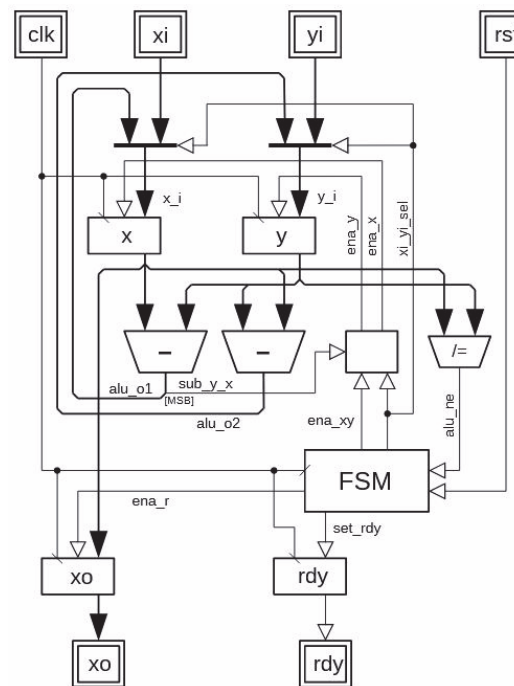 clk
xi
yi
rst
x_i
y_i
x
y
ena_y
ena_x
xi_yi_sel
-
-
/=
alu_o1
sub_y_x
[MSB]
alu_o2
ena_xy
alu_ne
FSM
ena_r
set_rdy
xo
rdy
xo
rdy